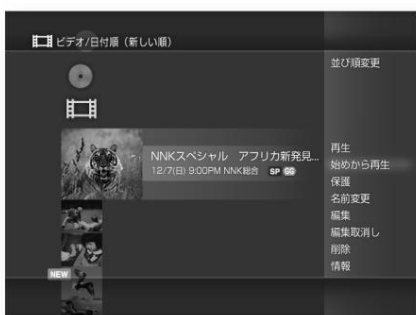 ビデオ/日付順（新しい順）
並び順変更
NNKスペシャル　アフリカ新発見...
12/7(日) 9:00PM NNK総合 SP
再生
始めから再生
保護
名前変更
編集
編集取消し
削除
情報
NEW